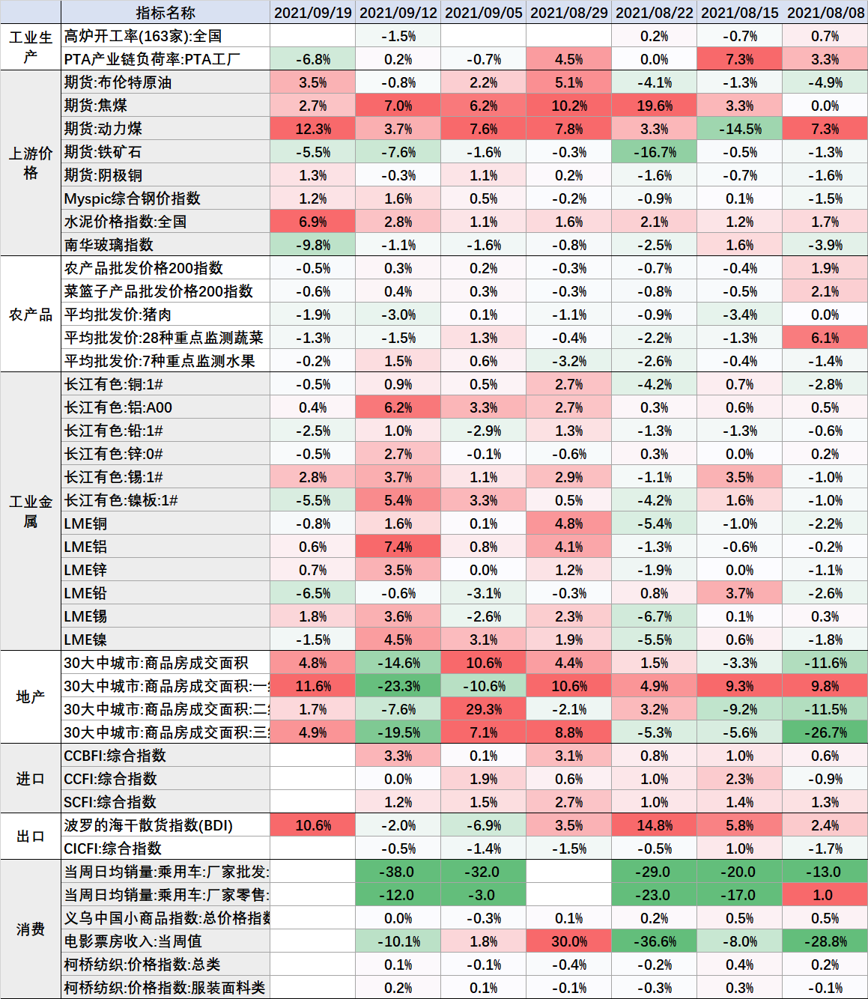 指标名称 2021/09/19 2021/09/12 2021/09/05 2021/08/29 2021/08/22 2021/08/15 2021/08/08
工业生产
高炉开工率(163家):全国 -1.5% 0.2% -0.7% 0.7%
PTA产业链负荷率:PTA工厂 -6.8% 0.2% -0.7% 4.5% 0.0% 7.3% 3.3%
上游价格
期货:布伦特原油 3.5% -0.8% 2.2% 5.1% -4.1% -1.3% -4.9%
期货:焦煤 2.7% 7.0% 6.2% 10.2% 19.6% 3.3% 0.0%
期货:动力煤 12.3% 3.7% 7.6% 7.8% 3.3% -14.5% 7.3%
期货:铁矿石 -5.5% -7.6% -1.6% -0.3% -16.7% -0.5% -1.3%
期货:阴极铜 1.3% -0.3% 1.1% 0.2% -1.6% -0.7% -1.6%
Myspic综合钢价指数 1.2% 1.6% 0.5% -0.2% -0.9% 0.1% -1.5%
水泥价格指数:全国 6.9% 2.8% 1.1% 1.6% 2.1% 1.2% 1.7%
南华玻璃指数 -9.8% -1.1% -1.6% -0.8% -2.5% 1.6% -3.9%
农产品
农产品批发价格200指数 -0.5% 0.3% 0.2% -0.3% -0.7% -0.4% 1.9%
菜篮子产品批发价格200指数 -0.6% 0.4% 0.3% -0.3% -0.8% -0.5% 2.1%
平均批发价:猪肉 -1.9% -3.0% 0.1% -1.1% -0.9% -3.4% 0.0%
平均批发价:28种重点监测蔬菜 -1.3% -1.5% 1.3% -0.4% -2.2% -1.3% 6.1%
平均批发价:7种重点监测水果 -0.2% 1.5% 0.6% -3.2% -2.6% -0.4% -1.4%
工业金属
长江有色:铜:1# -0.5% 0.9% 0.5% 2.7% -4.2% 0.7% -2.8%
长江有色:铝:A00 0.4% 6.2% 3.3% 2.7% 0.3% 0.6% 0.5%
长江有色:铅:1# -2.5% 1.0% -2.9% 1.3% -1.3% -1.3% -0.6%
长江有色:锌:0# -0.5% 2.7% -0.1% -0.6% 0.3% 0.0% 0.2%
长江有色:锡:1# 2.8% 3.7% 1.1% 2.9% -1.1% 3.5% -1.0%
长江有色:镍板:1# -5.5% 5.4% 3.3% 0.5% -4.2% 1.6% -1.0%
LME铜 -0.8% 1.6% 0.1% 4.8% -5.4% -1.0% -2.2%
LME铝 0.6% 7.4% 0.8% 4.1% -1.3% -0.6% -0.2%
LME锌 0.7% 3.5% 0.0% 1.2% -1.9% 0.0% -1.1%
LME铅 -6.5% -0.6% -3.1% -0.3% 0.8% 3.7% -2.6%
LME锡 1.8% 3.6% -2.6% 2.3% -6.7% 0.1% 0.3%
LME镍 -1.5% 4.5% 3.1% 1.9% -5.5% 0.6% -1.8%
地产
30大中城市:商品房成交面积 4.8% -14.6% 10.6% 4.4% 1.5% -3.3% -11.6%
30大中城市:商品房成交面积:一 11.6% -23.3% -10.6% 10.6% 4.9% 9.3% 9.8%
30大中城市:商品房成交面积:二 1.7% -7.6% 29.3% -2.1% 3.2% -9.2% -11.5%
30大中城市:商品房成交面积:三 4.9% -19.5% 7.1% 8.8% -5.3% -5.6% -26.7%
进口
CCBFI:综合指数 3.3% 0.1% 3.1% 0.8% 1.0% 0.6%
CCFI:综合指数 0.0% 1.9% 0.6% 1.0% 2.3% -0.9%
SCFI:综合指数 1.2% 1.5% 2.7% 1.0% 1.4% 1.3%
出口
波罗的海干散货指数(BDI) 10.6% -2.0% -6.9% 3.5% 14.8% 5.8% 2.4%
CICFI:综合指数 -0.5% -1.4% -1.5% -0.5% 1.0% -1.7%
消费
当周日均销量:乘用车:厂家批发: -38.0 -32.0 -29.0 -20.0 -13.0
当周日均销量:乘用车:厂家零售: -12.0 -3.0 -23.0 -17.0 1.0
义乌中国小商品指数:总价格指数 0.0% -0.3% 0.1% 0.2% 0.5% 0.5%
电影票房收入:当周值 -10.1% 1.8% 30.0% -36.6% -8.0% -28.8%
柯桥纺织:价格指数:总类 0.1% -0.1% -0.4% -0.2% 0.4% 0.2%
柯桥纺织:价格指数:服装面料类 0.2% 0.1% -0.1% -0.3% 0.3% -0.1%